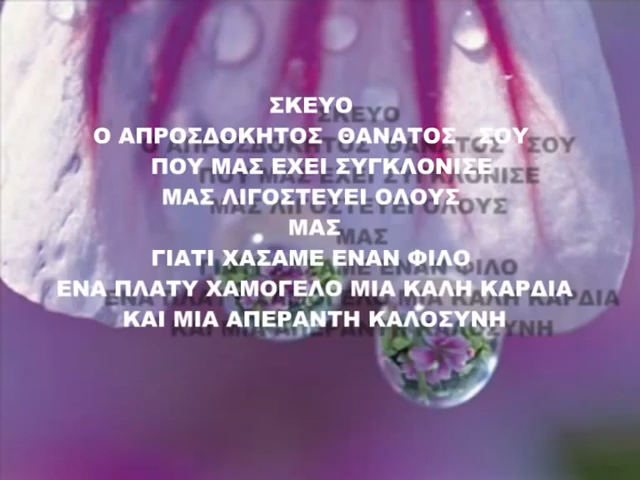 ΣΚΕΥΟ
Ο ΑΠΡΟΣΔΟΚΗΤΟΣ ΘΑΝΑΤΟΣ ΣΟΥ
ΠΟΥ ΜΑΣ ΕΧΕΙ ΣΥΓΚΛΟΝΙΣΕ
ΜΑΣ ΛΙΓΟΣΤΕΥΕΙ ΟΛΟΥΣ
ΜΑΣ
ΓΙΑΤΙ ΧΑΣΑΜΕ ΕΝΑΝ ΦΙΛΟ
ΕΝΑ ΠΛΑΤΥ ΧΑΜΟΓΕΛΟ ΜΙΑ ΚΑΛΗ ΚΑΡΔΙΑ
ΚΑΙ ΜΙΑ ΑΠΕΡΑΝΤΗ ΚΑΛΟΣΥΝΗ